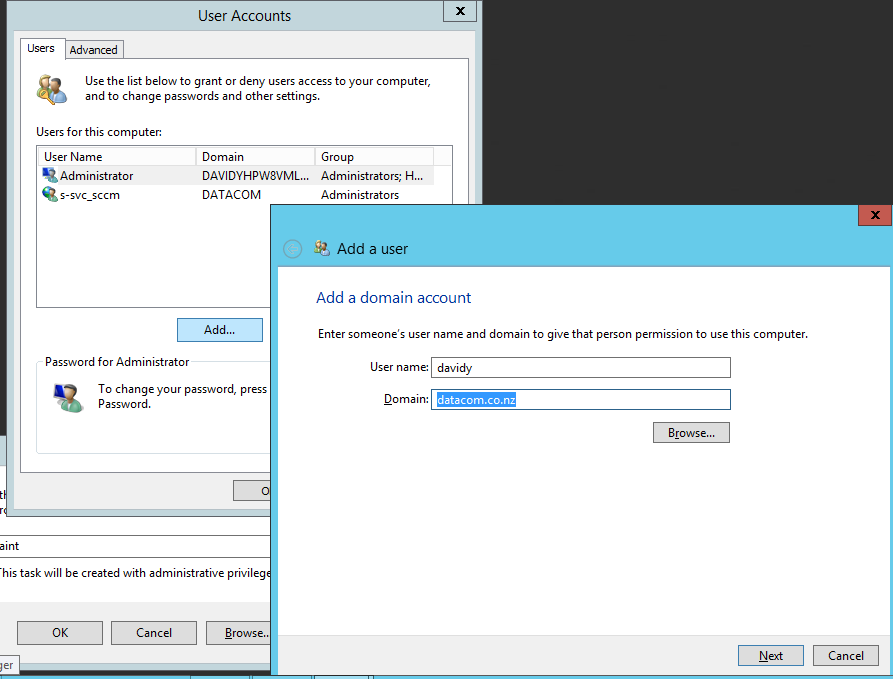 User Accounts
x
Users
Advanced
Use the list below to grant or deny users access to your computer,
and to change passwords and other settings.
Users for this computer:
User Name Domain Group
Administrator DAVIDYHPW8VML... Administrators; H...
s-svc_sccm DATACOM Administrators
Add...
Password for Administrator
To change your password, press
Password.
x
Add a user
Add a domain account
Enter someone's user name and domain to give that person permission to use this computer.
User name: davidy
Domain: datacom.co.nz
Browse...
Next
Cancel
aint
This task will be created with administrative privilege
OK
Cancel
Browse..